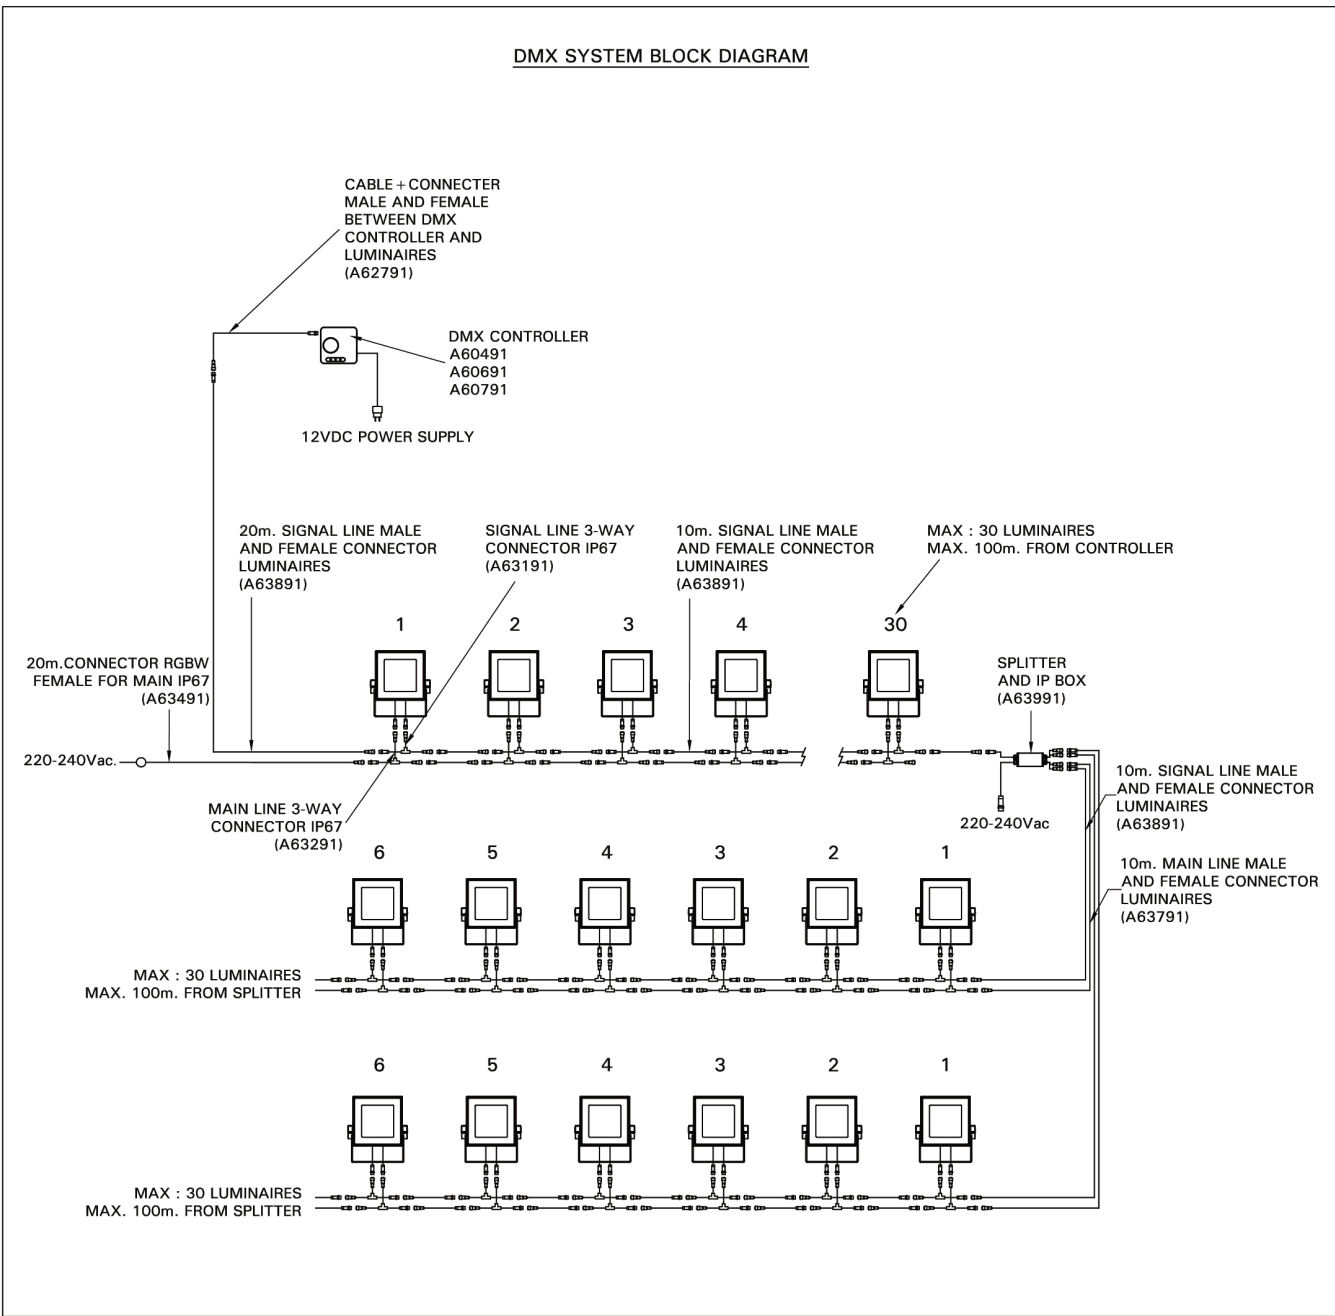 DMX SYSTEM BLOCK DIAGRAM
CABLE+CONNECTER
MALE AND FEMALE
BETWEEN DMX
CONTROLLER AND
LUMINAIRES
(A62791)
DMX CONTROLLER
A60491
A60691
A60791
12VDC POWER SUPPLY
20m. SIGNAL LINE MALE
AND FEMALE CONNECTOR
LUMINAIRES
(A63891)
SIGNAL LINE 3-WAY
CONNECTOR IP67
(A63191)
10m. SIGNAL LINE MALE
AND FEMALE CONNECTOR
LUMINAIRES
(A63891)
MAX : 30 LUMINAIRES
MAX. 100m. FROM CONTROLLER
1 2 3 4 30
20m.CONNECTOR RGBW
FEMALE FOR MAIN IP67
(A63491)
SPLITTER
AND IP BOX
(A63991)
220-240Vac.
MAIN LINE 3-WAY
CONNECTOR IP67
(A63291)
220-240Vac
10m. SIGNAL LINE MALE
AND FEMALE CONNECTOR
LUMINAIRES
(A63891)
10m. MAIN LINE MALE
AND FEMALE CONNECTOR
LUMINAIRES
(A63791)
6 5 4 3 2 1
MAX : 30 LUMINAIRES
MAX. 100m. FROM SPLITTER
6 5 4 3 2 1
MAX : 30 LUMINAIRES
MAX. 100m. FROM SPLITTER